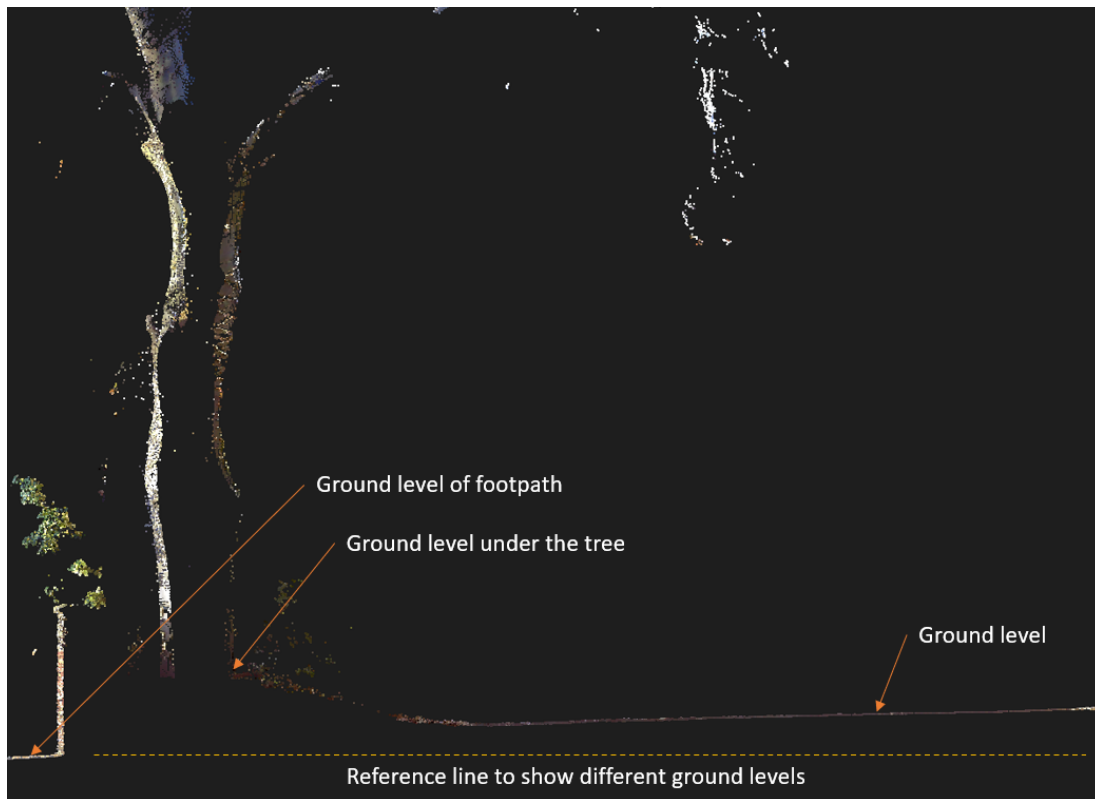 Ground level of footpath
Ground level under the tree
Ground level
Reference line to show different ground levels